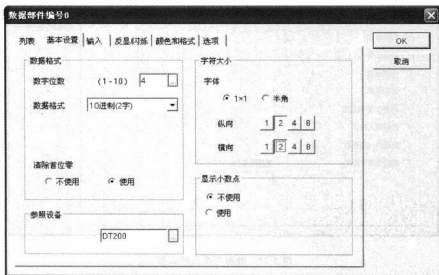 数据部件编号0
列表 基本设置 输入 反显/闪烁 颜色和格式 选项
OK
取消
数据格式
数字位数 (1-10) 4 ...
数据格式 10进制(2字)
清除首位零
不使用 使用
参照设备
DT200 ...
字符大小
字体
1×1 半角
纵向 1 2 4 8
横向 1 2 4 8
显示小数点
不使用
使用